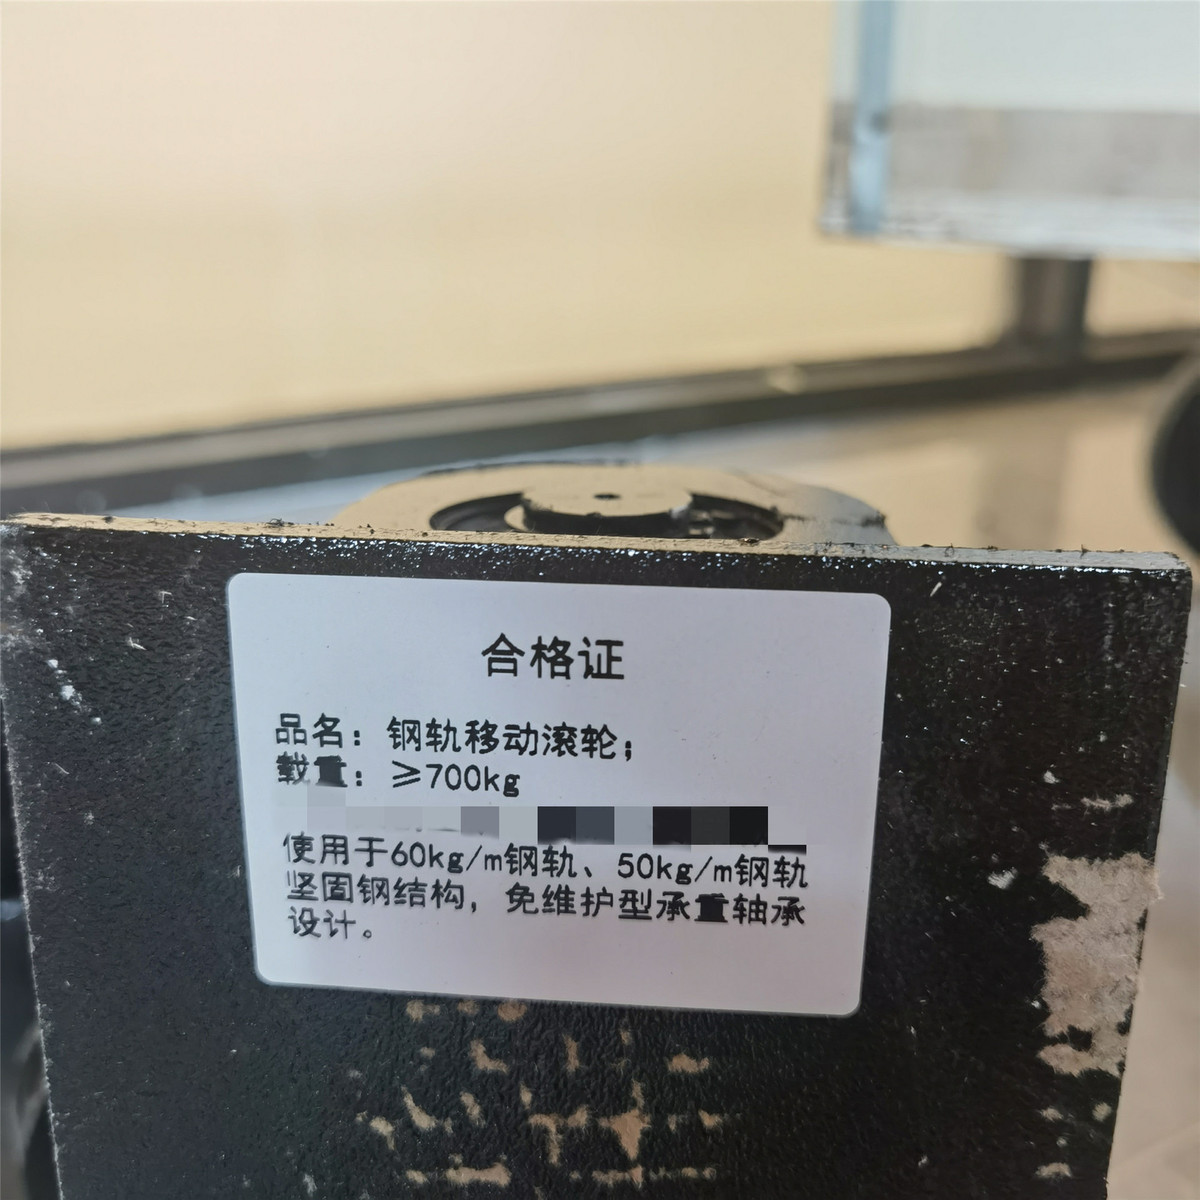 合格证
品名：钢轨移动滚轮；
载重：≥700kg
使用于60kg/m钢轨、50kg/m钢轨
坚固钢结构，免维护型承重轴承
设计。